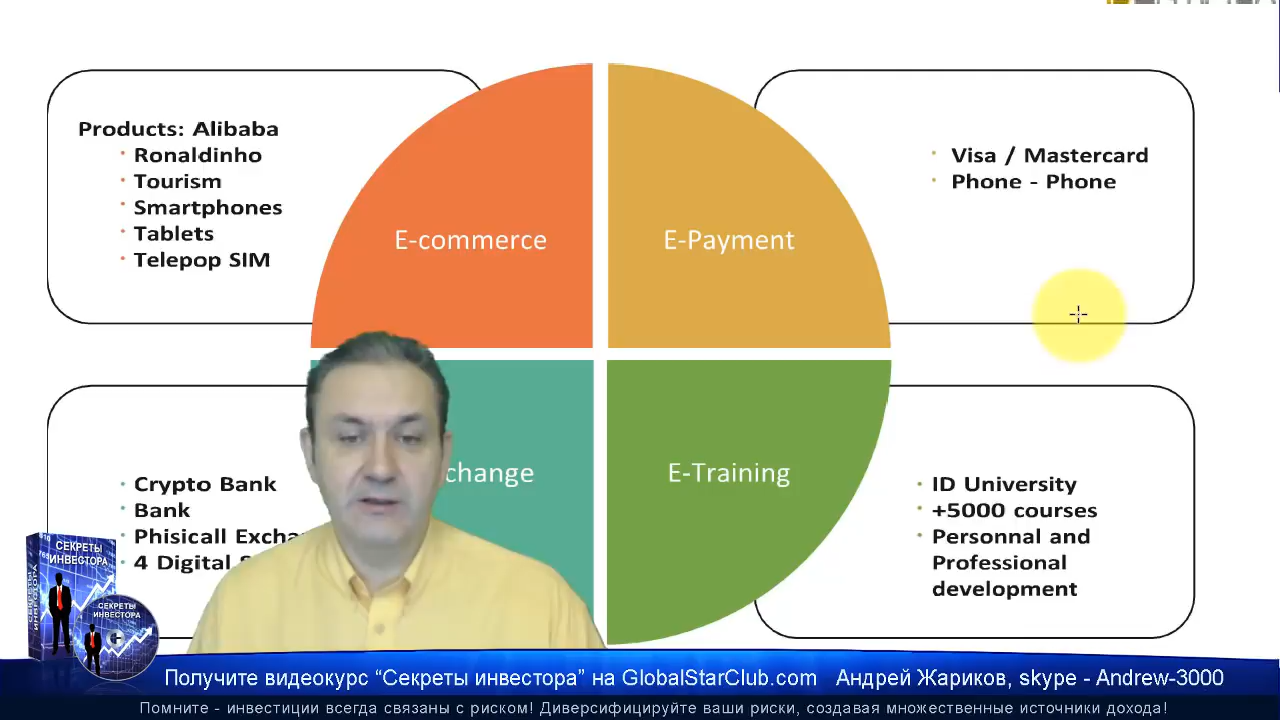 Products: Alibaba
Ronaldinho
Tourism
Smartphones
Tablets
Telepop SIM
E-commerce
E-Payment
Visa / Mastercard
Phone - Phone
Crypto Bank
Bank
Phisicall Excha
4 Digital
change
E-Training
ID University
+5000 courses
Personnal and
Professional
development
СЕКРЕТЫ
ИНВЕСТОРА
СЕКРЕТЫ
ИНВЕСТОРА
Получите видеокурс “Секреты инвестора” на GlobalStarClub.com Андрей Жариков, skype - Andrew-3000
Помните - инвестиции всегда связаны с риском! Диверсифицируйте ваши риски, создавая множественные источники дохода!